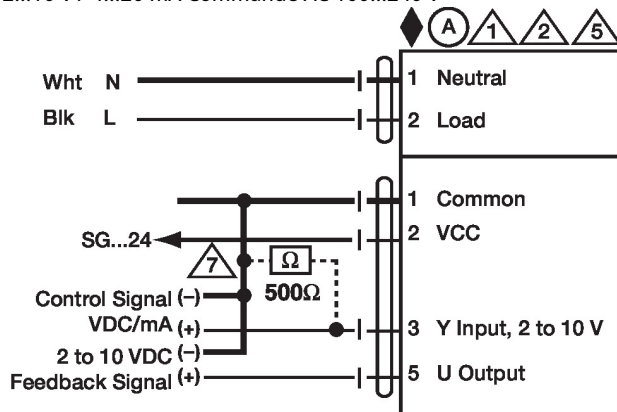 A 1 2 5
Wht N 1 Neutral
Blk L 2 Load
1 Common
SG...24 2 VCC
7 Ω
500Ω
Control Signal (-)
VDC/mA (+) 3 Y Input, 2 to 10 V
2 to 10 VDC (-)
Feedback Signal (+) 5 U Output